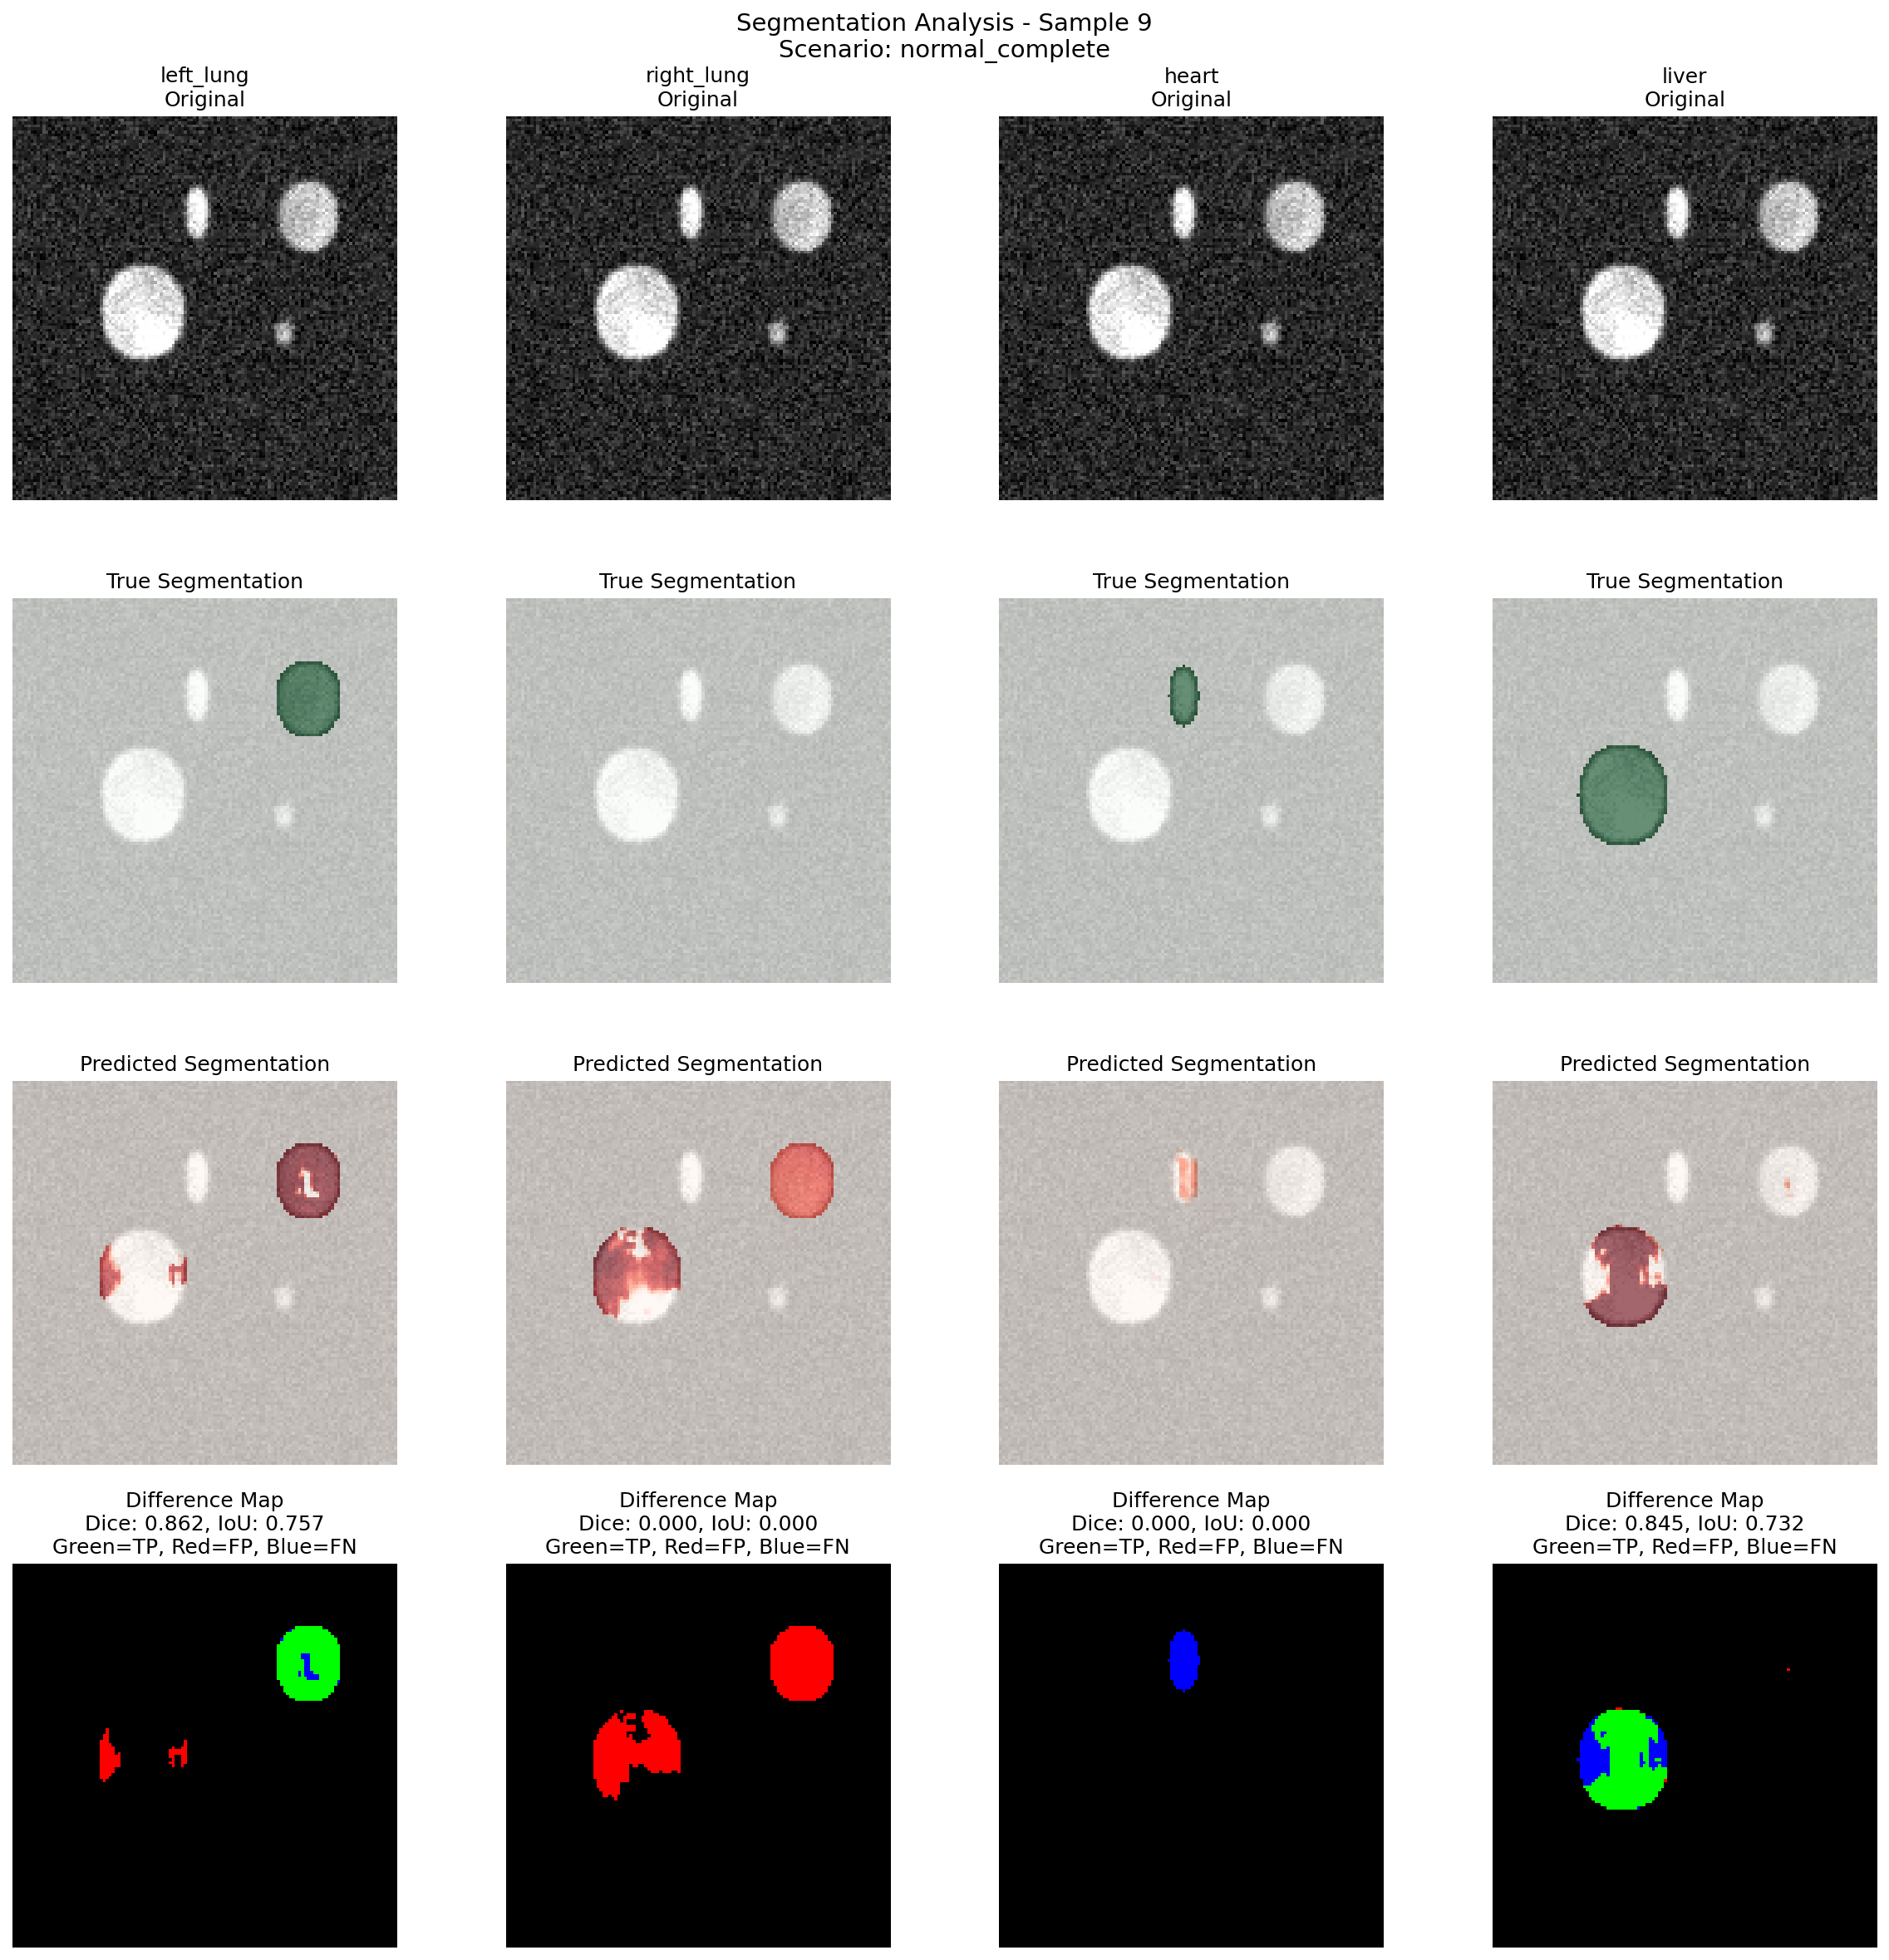 Segmentation Analysis - Sample 9
Scenario: normal_complete
left_lung
Original
right_lung
Original
heart
Original
liver
Original
True Segmentation
True Segmentation
True Segmentation
True Segmentation
Predicted Segmentation
Predicted Segmentation
Predicted Segmentation
Predicted Segmentation
Difference Map
Dice: 0.862, IoU: 0.757
Green=TP, Red=FP, Blue=FN
Difference Map
Dice: 0.000, IoU: 0.000
Green=TP, Red=FP, Blue=FN
Difference Map
Dice: 0.000, IoU: 0.000
Green=TP, Red=FP, Blue=FN
Difference Map
Dice: 0.845, IoU: 0.732
Green=TP, Red=FP, Blue=FN